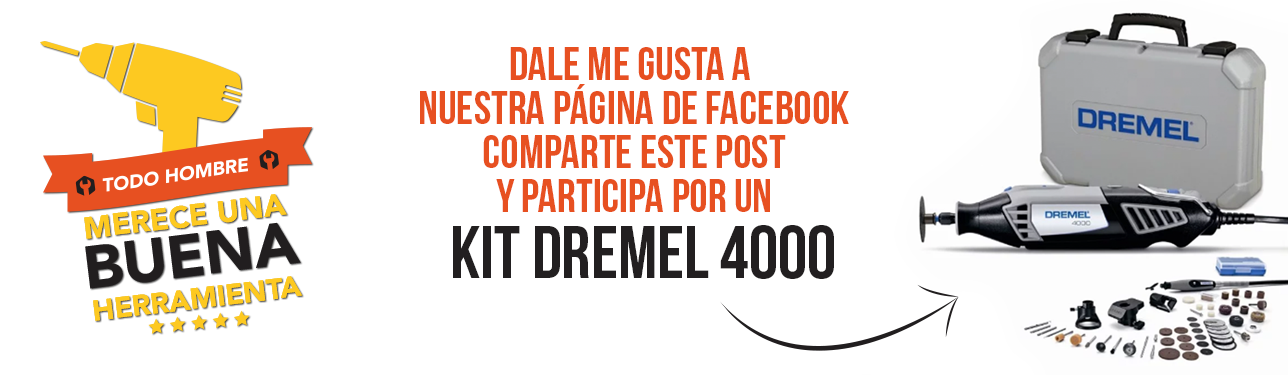 TODO HOMBRE
MERECE UNA
BUENA
HERRAMIENTA
DALE ME GUSTA A
NUESTRA PÁGINA DE FACEBOOK
COMPARTE ESTE POST
Y PARTICIPA POR UN
KIT DREMEL 4000
DREMEL
DREMEL
4000